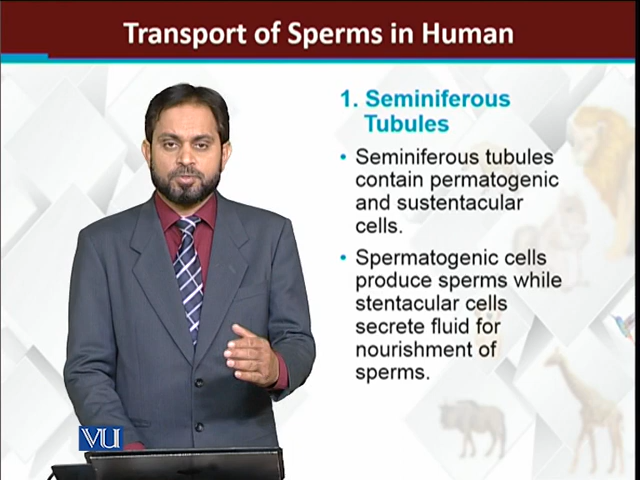 Transport of Sperms in Human
1. Seminiferous
Tubules
• Seminiferous tubules
contain permatogenic
and sustentacular
cells.
• Spermatogenic cells
produce sperms while
stentacular cells
secrete fluid for
nourishment of
sperms.
VU